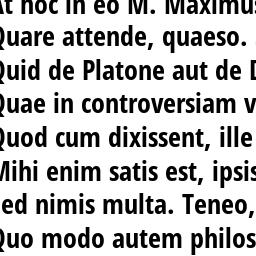 At hoc in eo M. Maximus
Quare attende, quaeso.
Quid de Platone aut de D
Quae in controversiam v
Quod cum dixissent, ille
Mihi enim satis est, ipsis
Sed nimis multa. Teneo,
Quo modo autem philos